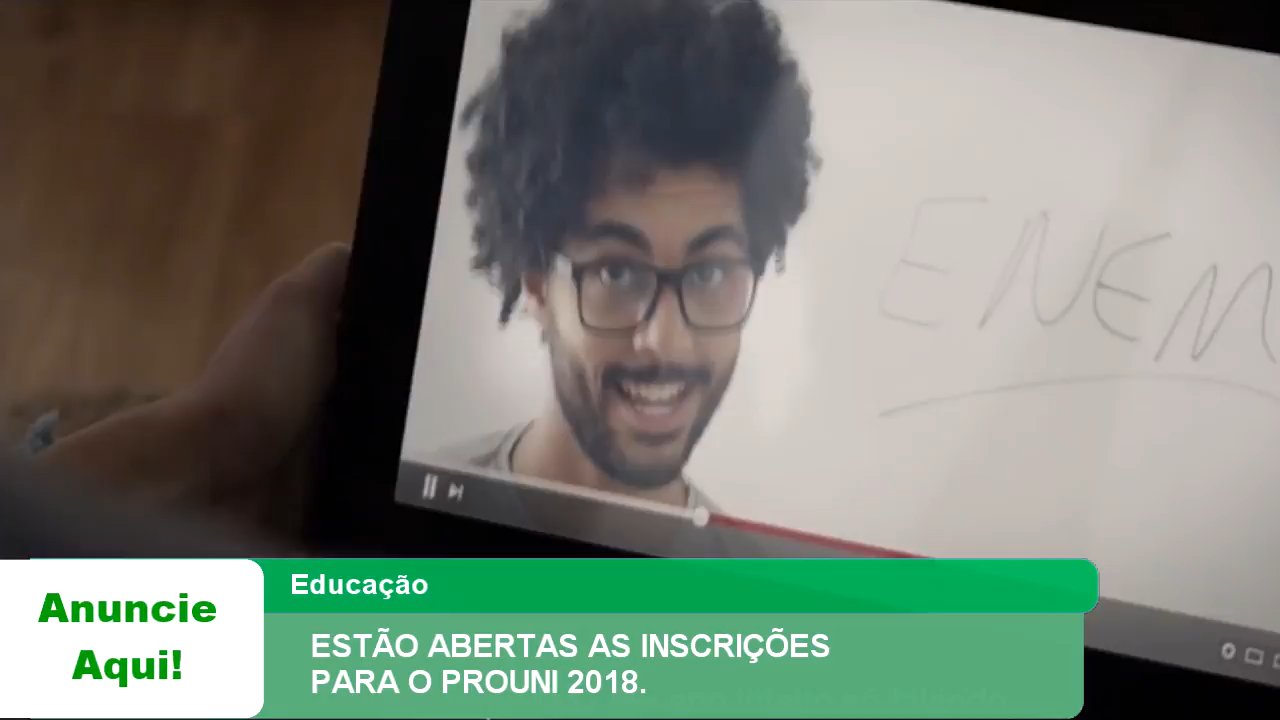 ENEM
Anuncie
Aqui!
Educação
ESTÃO ABERTAS AS INSCRIÇÕES
PARA O PROUNI 2018.